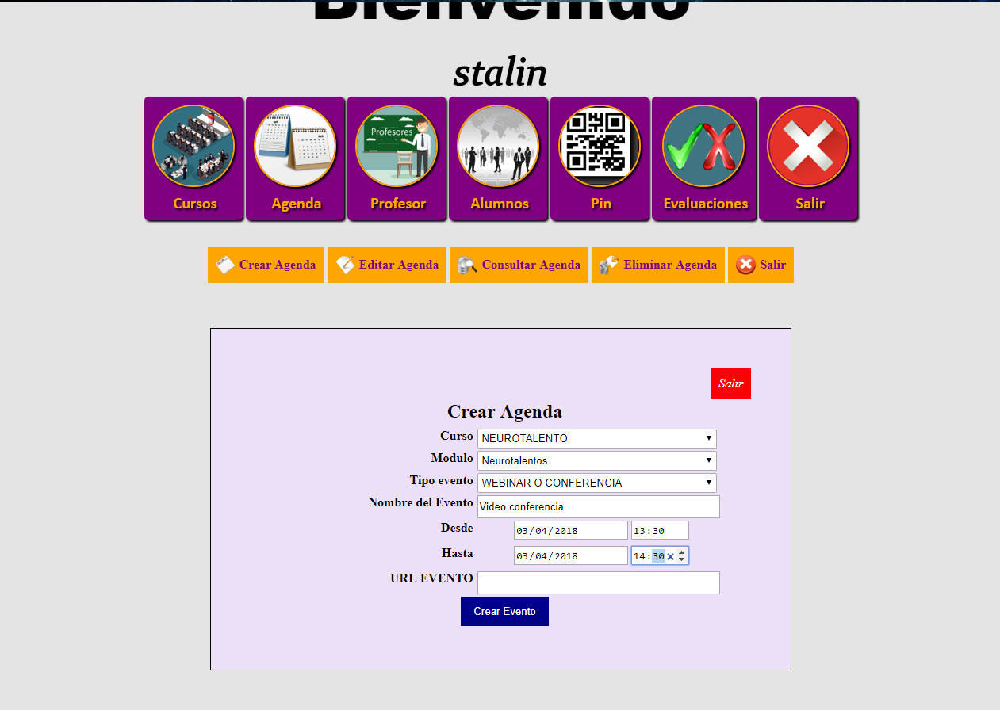 Bienvenido
stalin
Profesores
Cursos Agenda Profesor Alumnos Pin Evaluaciones Salir
Crear Agenda Editar Agenda Consultar Agenda Eliminar Agenda Salir
Salir
Crear Agenda
Curso NEUROTALENTO
Modulo Neurotalentos
Tipo evento WEBINAR O CONFERENCIA
Nombre del Evento Video conferencia
Desde 03/04/2018 13:30
Hasta 03/04/2018 14:30
URL EVENTO
Crear Evento